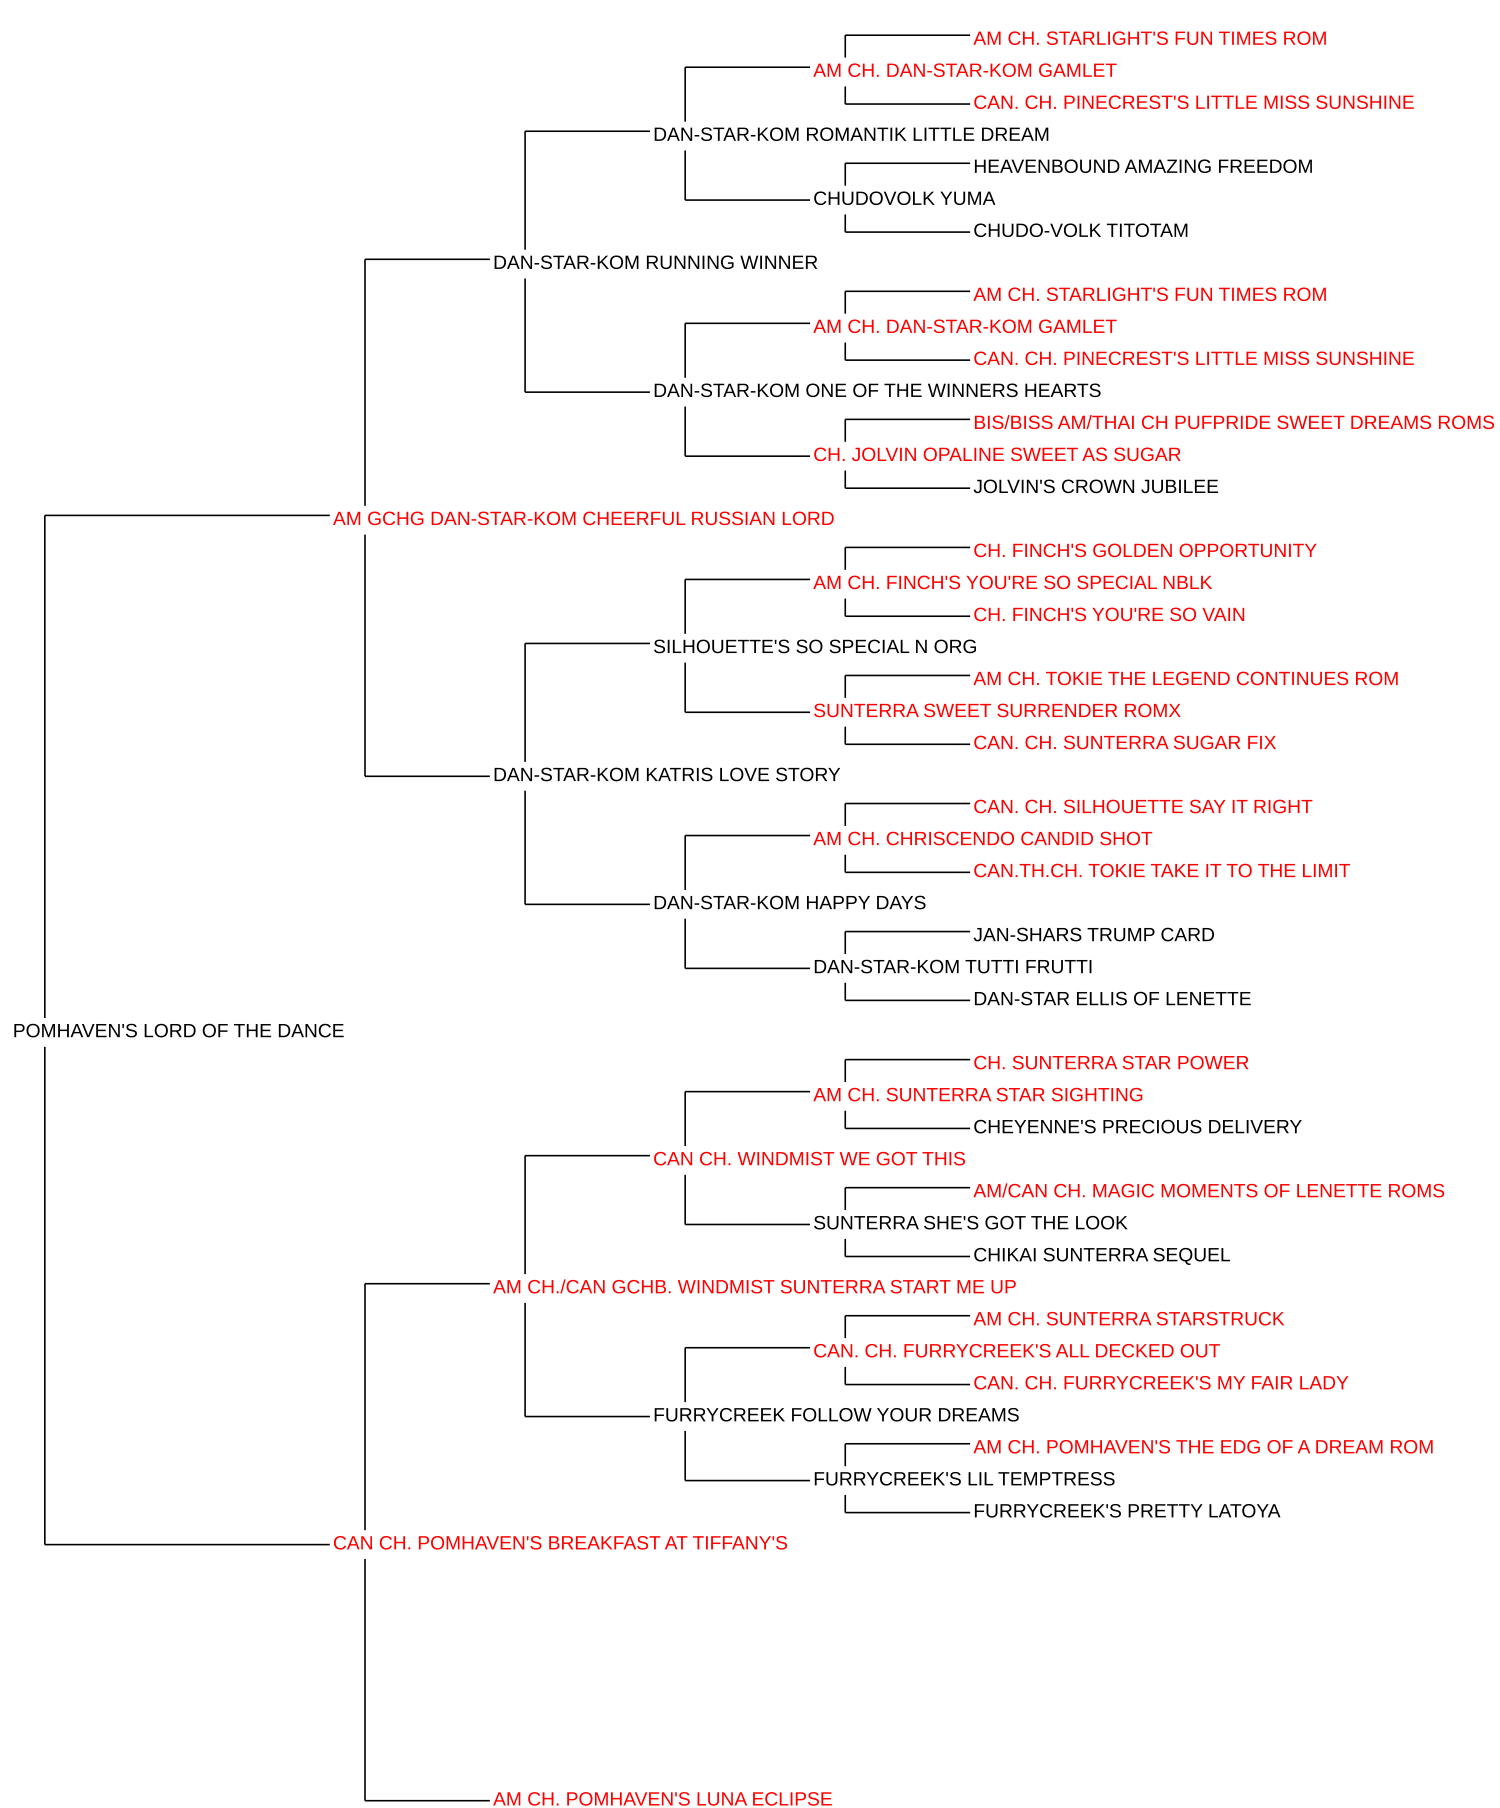 AM CH. STARLIGHT'S FUN TIMES ROM
AM CH. DAN-STAR-KOM GAMLET
CAN. CH. PINECREST'S LITTLE MISS SUNSHINE
DAN-STAR-KOM ROMANTIK LITTLE DREAM
HEAVENBOUND AMAZING FREEDOM
CHUDOVOLK YUMA
CHUDO-VOLK TITOTAM
DAN-STAR-KOM RUNNING WINNER
AM CH. STARLIGHT'S FUN TIMES ROM
AM CH. DAN-STAR-KOM GAMLET
CAN. CH. PINECREST'S LITTLE MISS SUNSHINE
DAN-STAR-KOM ONE OF THE WINNERS HEARTS
BIS/BISS AM/THAI CH PUFPRIDE SWEET DREAMS ROMS
CH. JOLVIN OPALINE SWEET AS SUGAR
JOLVIN'S CROWN JUBILEE
AM GCHG DAN-STAR-KOM CHEERFUL RUSSIAN LORD
CH. FINCH'S GOLDEN OPPORTUNITY
AM CH. FINCH'S YOU'RE SO SPECIAL NBLK
CH. FINCH'S YOU'RE SO VAIN
SILHOUETTE'S SO SPECIAL N ORG
AM CH. TOKIE THE LEGEND CONTINUES ROM
SUNTERRA SWEET SURRENDER ROMX
CAN. CH. SUNTERRA SUGAR FIX
DAN-STAR-KOM KATRIS LOVE STORY
CAN. CH. SILHOUETTE SAY IT RIGHT
AM CH. CHRISCENDO CANDID SHOT
CAN.TH.CH. TOKIE TAKE IT TO THE LIMIT
DAN-STAR-KOM HAPPY DAYS
JAN-SHARS TRUMP CARD
DAN-STAR-KOM TUTTI FRUTTI
DAN-STAR ELLIS OF LENETTE
POMHAVEN'S LORD OF THE DANCE
CH. SUNTERRA STAR POWER
AM CH. SUNTERRA STAR SIGHTING
CHEYENNE'S PRECIOUS DELIVERY
CAN CH. WINDMIST WE GOT THIS
AM/CAN CH. MAGIC MOMENTS OF LENETTE ROMS
SUNTERRA SHE'S GOT THE LOOK
CHIKAI SUNTERRA SEQUEL
AM CH./CAN GCHB. WINDMIST SUNTERRA START ME UP
AM CH. SUNTERRA STARSTRUCK
CAN. CH. FURRYCREEK'S ALL DECKED OUT
CAN. CH. FURRYCREEK'S MY FAIR LADY
FURRYCREEK FOLLOW YOUR DREAMS
AM CH. POMHAVEN'S THE EDG OF A DREAM ROM
FURRYCREEK'S LIL TEMPTRESS
FURRYCREEK'S PRETTY LATOYA
CAN CH. POMHAVEN'S BREAKFAST AT TIFFANY'S
AM CH. POMHAVEN'S LUNA ECLIPSE